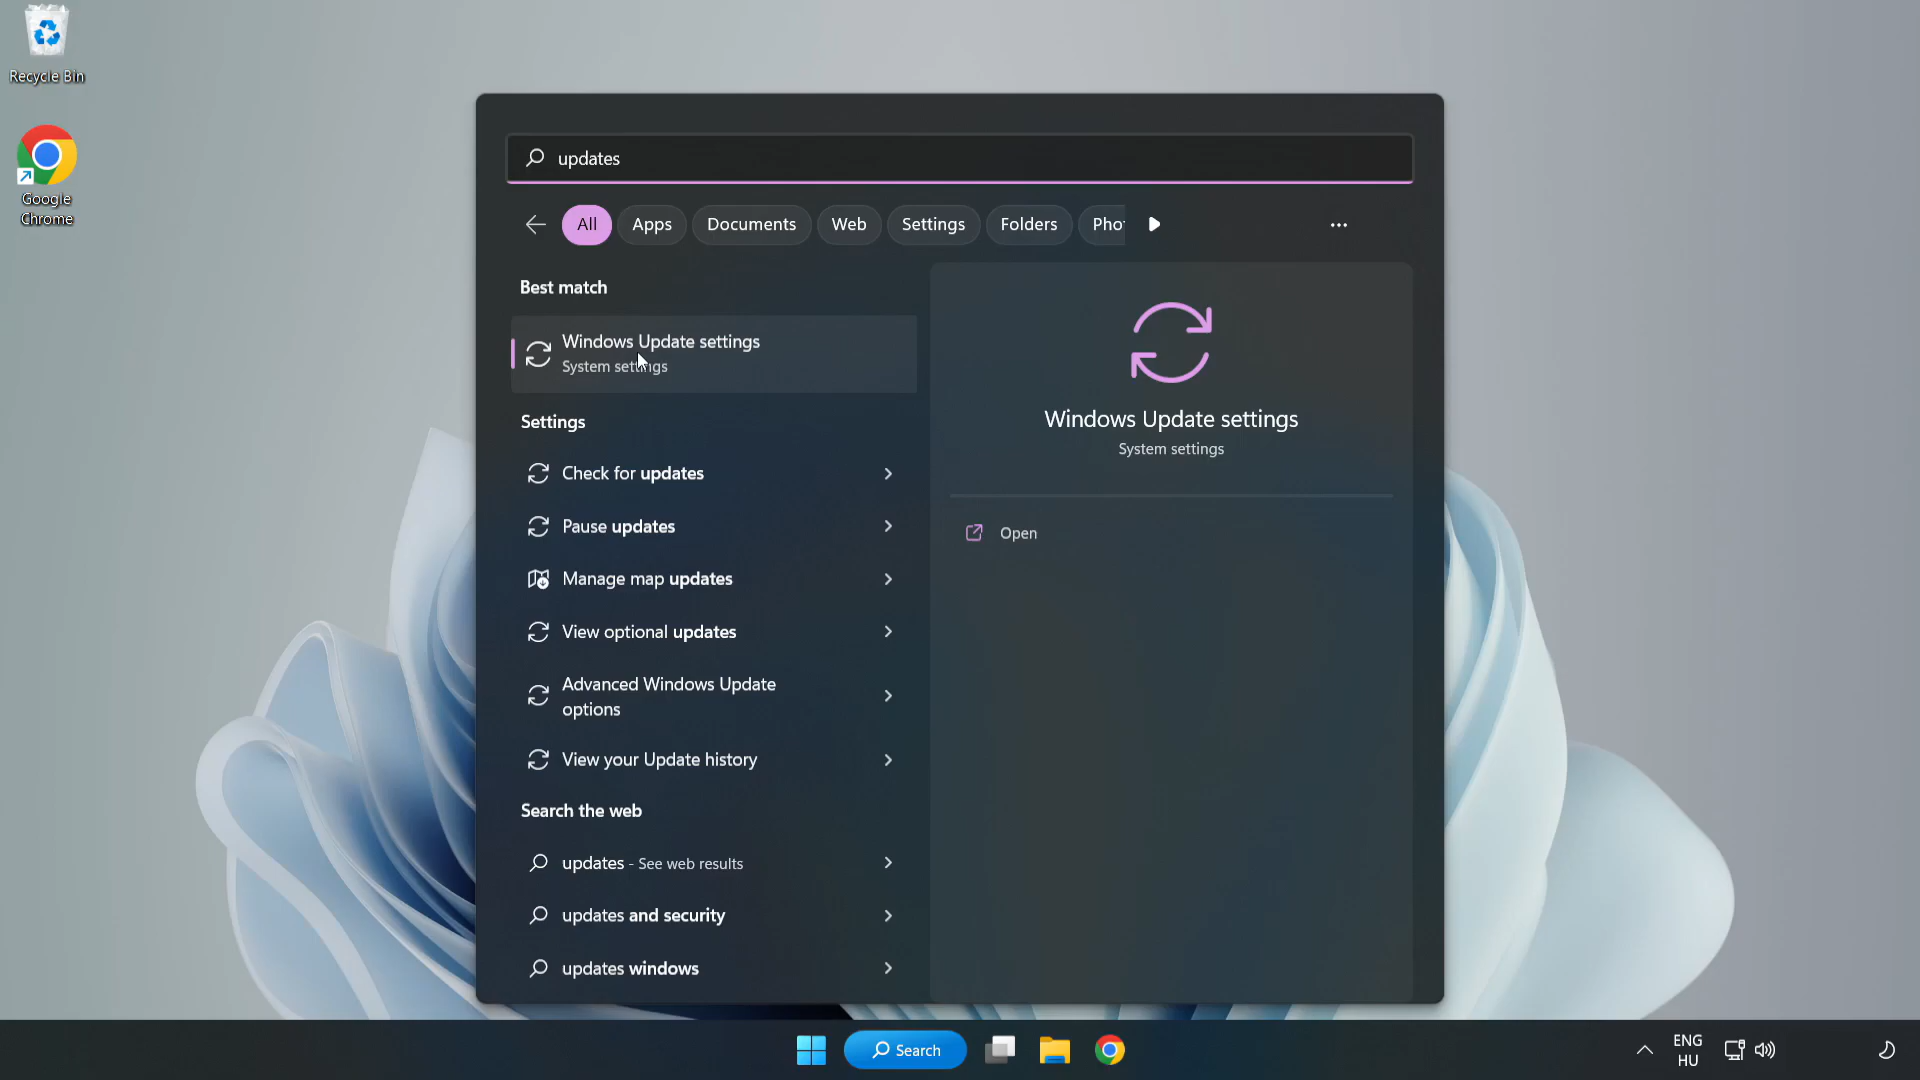 Recycle Bin
Google
Chrome
updates
All
Apps
Documents
Web
Settings
Folders
Pho
Best match
Windows Update settings
System settings
Settings
Check for updates
Pause updates
Manage map updates
View optional updates
Advanced Windows Update
options
View your Update history
Search the web
updates - See web results
updates and security
updates windows
Windows Update settings
System settings
Open
Search
ENG
HU